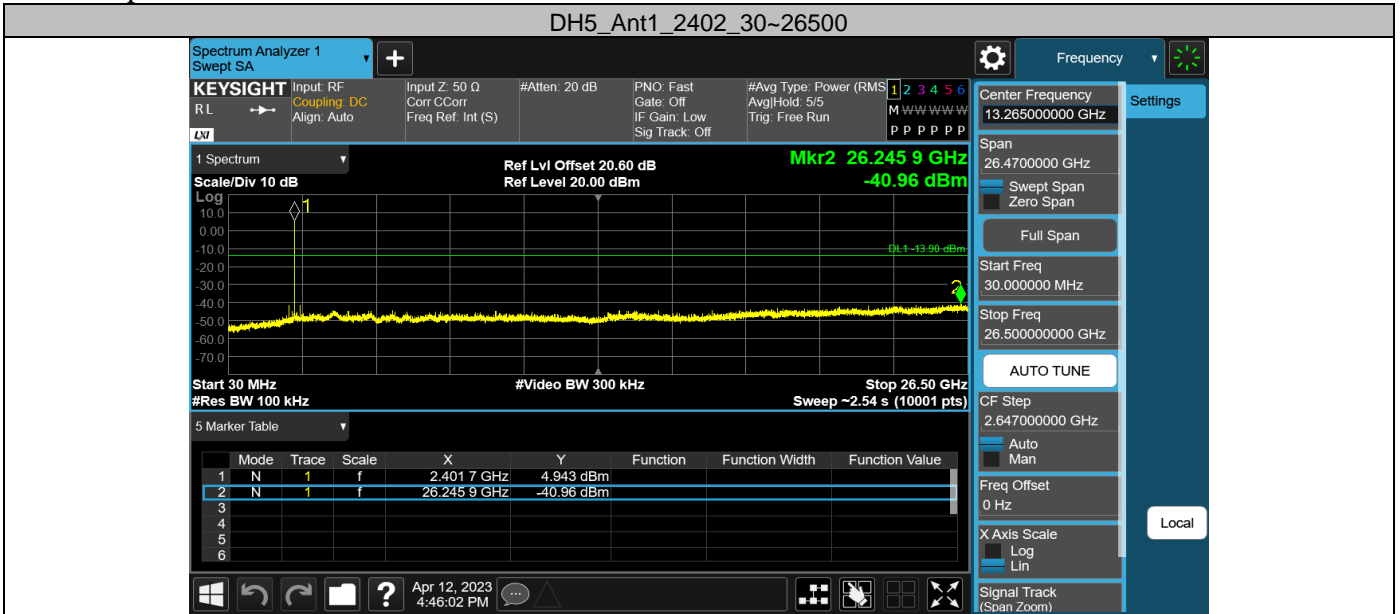 DH5_Ant1_2402_30~26500
Spectrum Analyzer 1
Swept SA
Frequency
KEYSIGHT
RL
LXI
Input: RF
Coupling: DC
Align: Auto
Input Z: 50 Ω
Corr CCorr
Freq Ref: Int (S)
#Atten: 20 dB
PNO: Fast
Gate: Off
IF Gain: Low
Sig Track: Off
#Avg Type: Power (RMS
Avg|Hold: 5/5
Trig: Free Run
1 2 3 4 5 6
M W W W W W
P P P P P P
1 Spectrum
Scale/Div 10 dB
Ref Lvl Offset 20.60 dB
Ref Level 20.00 dBm
Mkr2 26.245 9 GHz
-40.96 dBm
Log
10.0
0.00
-10.0
-20.0
-30.0
-40.0
-50.0
-60.0
-70.0
1
DL1 -13.90 dBm
2
Start 30 MHz
#Video BW 300 kHz
Stop 26.50 GHz
#Res BW 100 kHz
Sweep ~2.54 s (10001 pts)
5 Marker Table
Mode Trace Scale X Y Function Function Width Function Value
1 N 1 f 2.401 7 GHz 4.943 dBm
2 N 1 f 26.245 9 GHz -40.96 dBm
3
4
5
6
Apr 12, 2023
4:46:02 PM
Center Frequency
13.265000000 GHz
Settings
Span
26.4700000 GHz
Swept Span
Zero Span
Full Span
Start Freq
30.000000 MHz
Stop Freq
26.500000000 GHz
AUTO TUNE
CF Step
2.647000000 GHz
Auto
Man
Freq Offset
0 Hz
Local
X Axis Scale
Log
Lin
Signal Track
(Span Zoom)